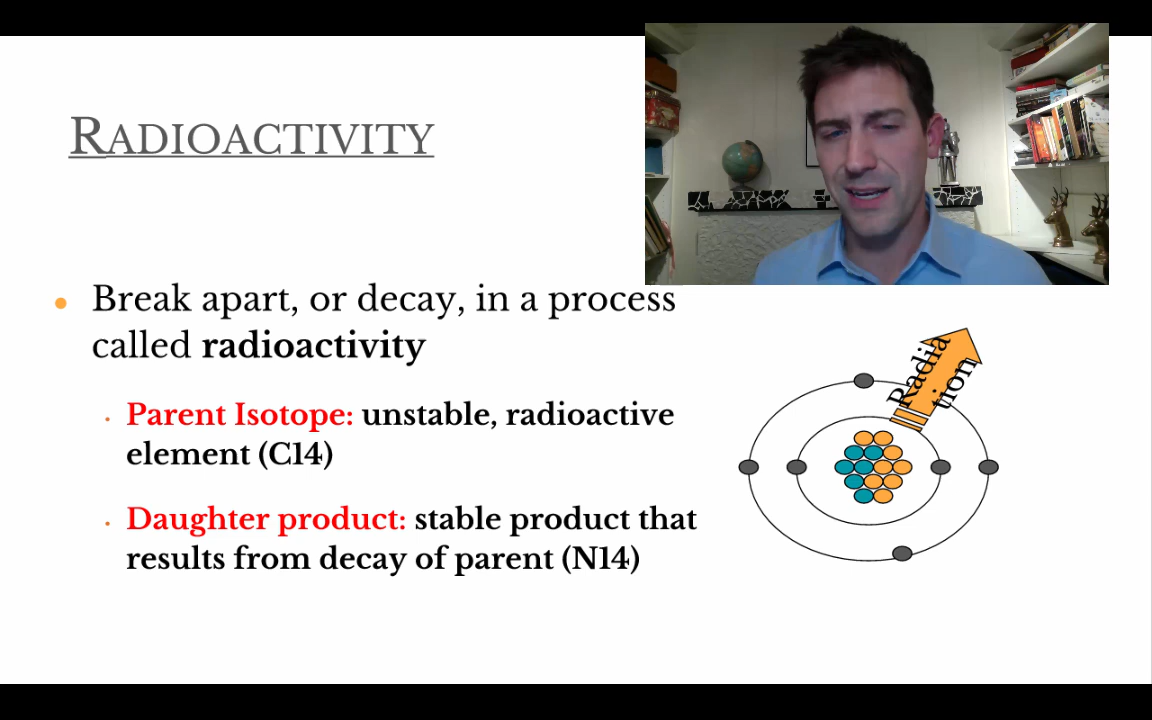 RADIOACTIVITY
Break apart, or decay, in a process
called radioactivity
Parent Isotope: unstable, radioactive
element (C14)
Daughter product: stable product that
results from decay of parent (N14)
Radia
tion